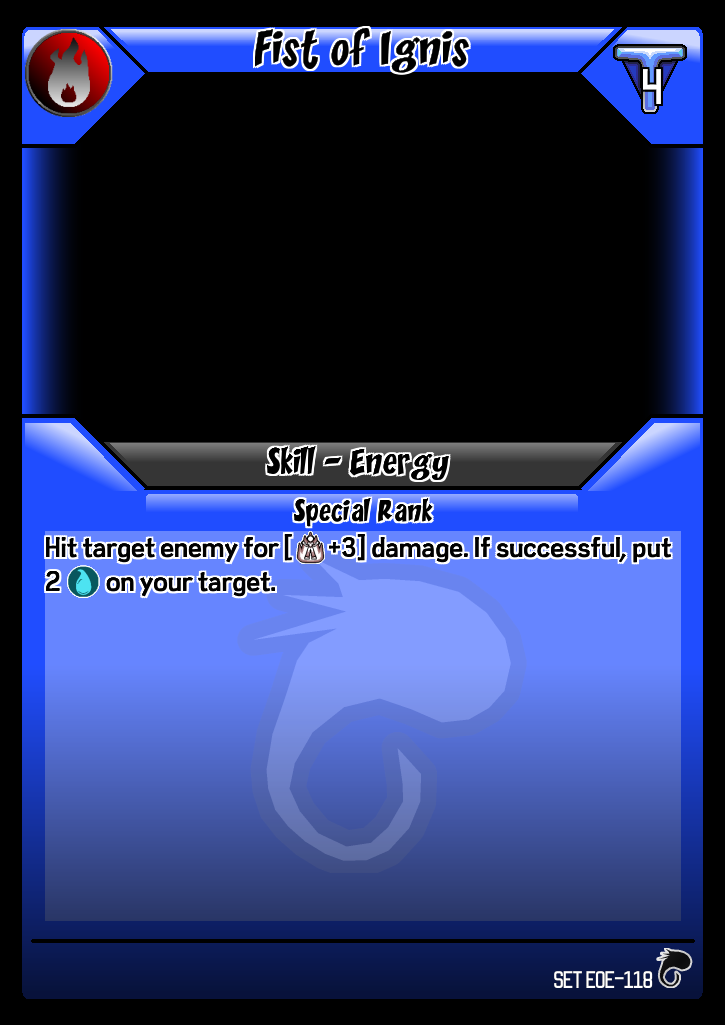 Fist of Ignis
4
Skill - Energy
Special Rank
Hit target enemy for [ +3] damage. If successful, put
2 on your target.
SET EOE-118